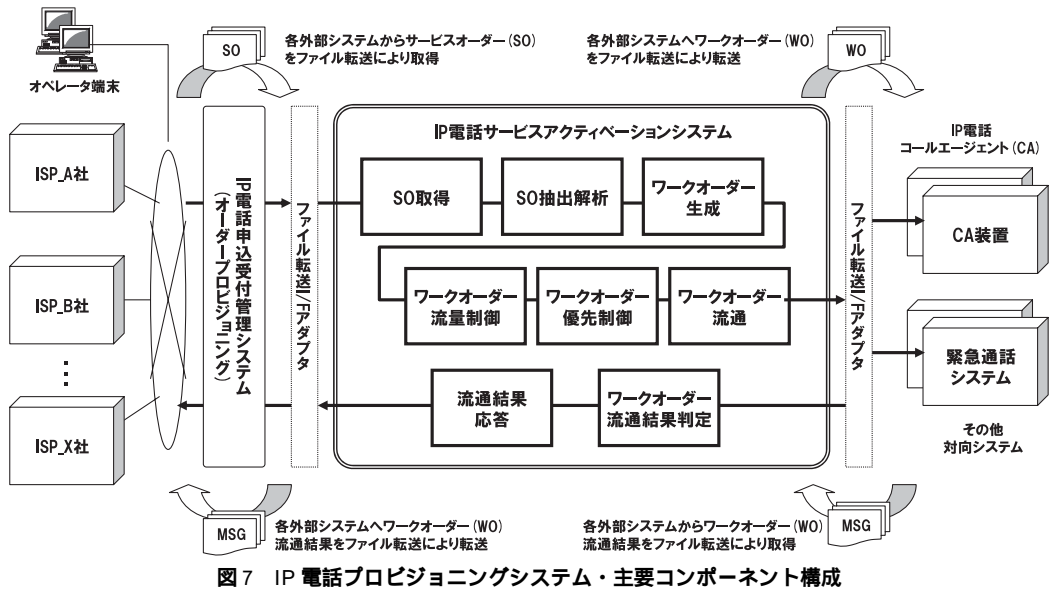 SO
各外部システムからサービスオーダー(SO)
をファイル転送により取得
各外部システムへワークオーダー(WO)
をファイル転送により転送
WO
オペレータ端末
ISP_A社
ISP_B社
ISP_X社
IP電話申込受付管理システム
(オーダープロビジョニング)
ファイル転送I/Fアダプタ
IP電話サービスアクティベーションシステム
SO取得
SO抽出解析
ワークオーダー
生成
ワークオーダー
流量制御
ワークオーダー
優先制御
ワークオーダー
流通
流通結果
応答
ワークオーダー
流通結果判定
ファイル転送I/Fアダプタ
IP電話
コールエージェント(CA)
CA装置
緊急通話
システム
その他
対向システム
MSG
各外部システムへワークオーダー(WO)
流通結果をファイル転送により転送
各外部システムからワークオーダー(WO)
流通結果をファイル転送により取得
MSG
図7 IP 電話プロビジョニングシステム・主要コンポーネント構成